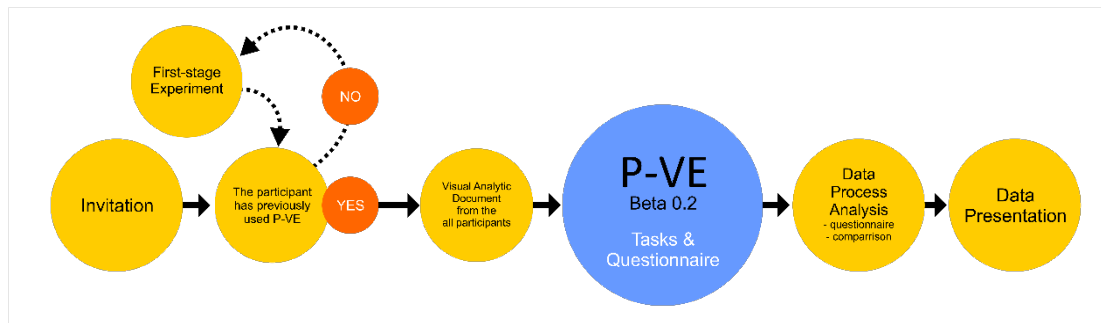 First-stage
Experiment
NO
Invitation
The participant
has previously
used P-VE
YES
Visual Analytic
Document
from the
all participants
P-VE
Beta 0.2
Tasks &
Questionnaire
Data
Process
Analysis
- questionnaire
- comparrison
Data
Presentation